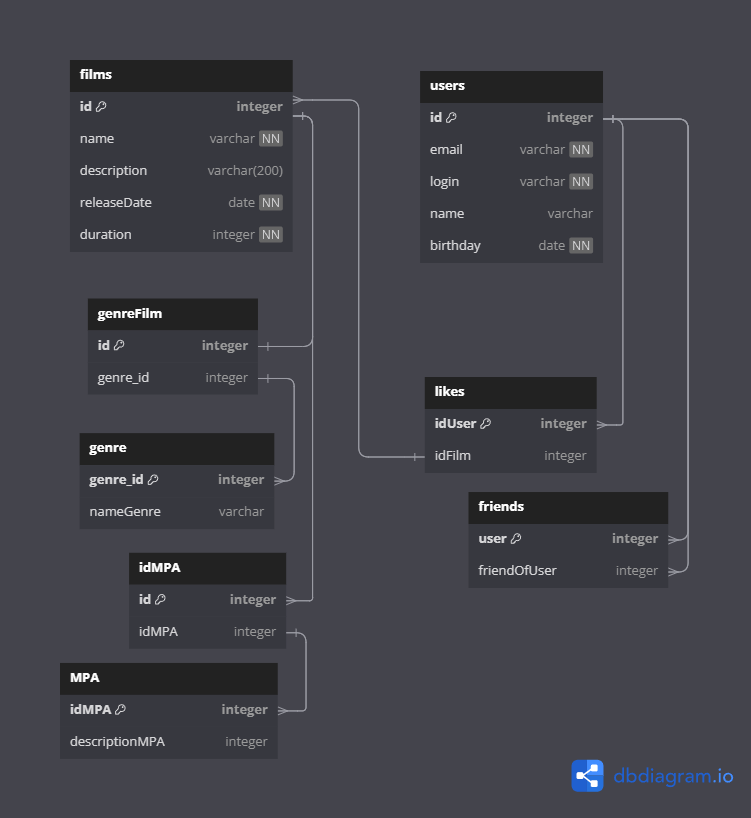 films
id integer
name varchar NN
description varchar(200)
releaseDate date NN
duration integer NN
users
id integer
email varchar NN
login varchar NN
name varchar
birthday date NN
genreFilm
id integer
genre_id integer
likes
idUser integer
idFilm integer
genre
genre_id integer
nameGenre varchar
friends
user integer
friendOfUser integer
idMPA
id integer
idMPA integer
MPA
idMPA integer
descriptionMPA integer
dbdiagram.io